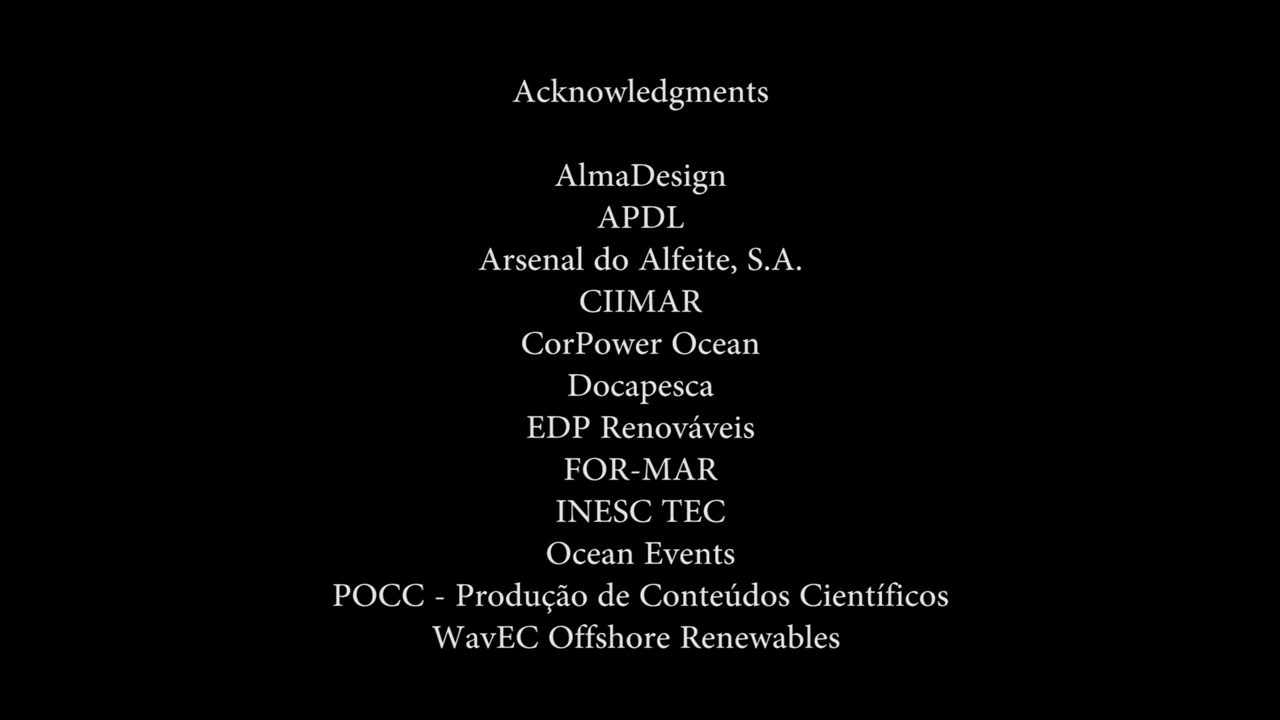 Acknowledgments
AlmaDesign
APDL
Arsenal do Alfeite, S.A.
CIIMAR
CorPower Ocean
Docapesca
EDP Renováveis
FOR-MAR
INESC TEC
Ocean Events
POCC - Produção de Conteúdos Científicos
WavEC Offshore Renewables